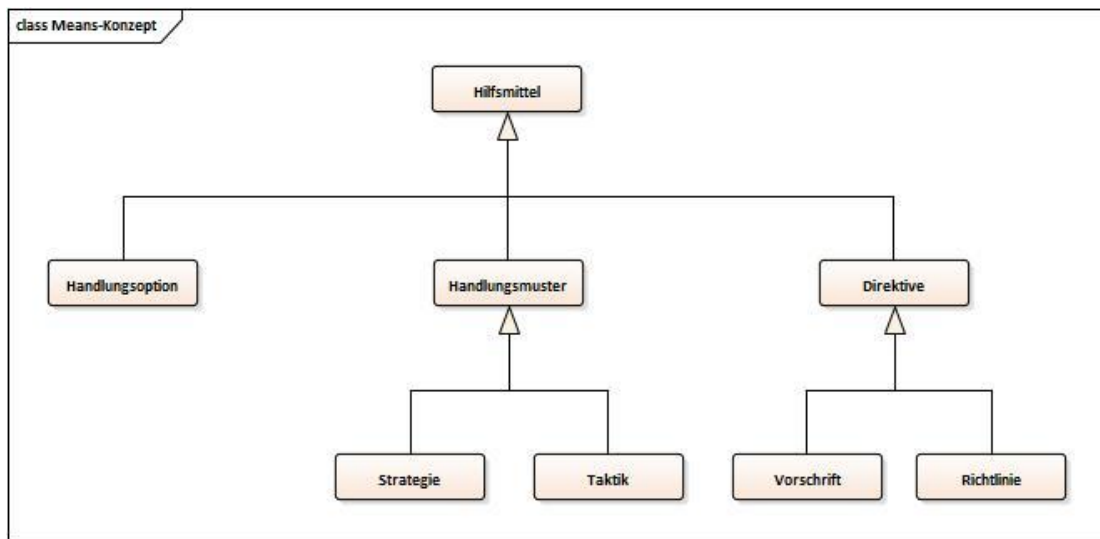 class Means-Konzept
Hilfsmittel
Handlungsoption
Handlungsmuster
Direktive
Strategie
Taktik
Vorschrift
Richtlinie